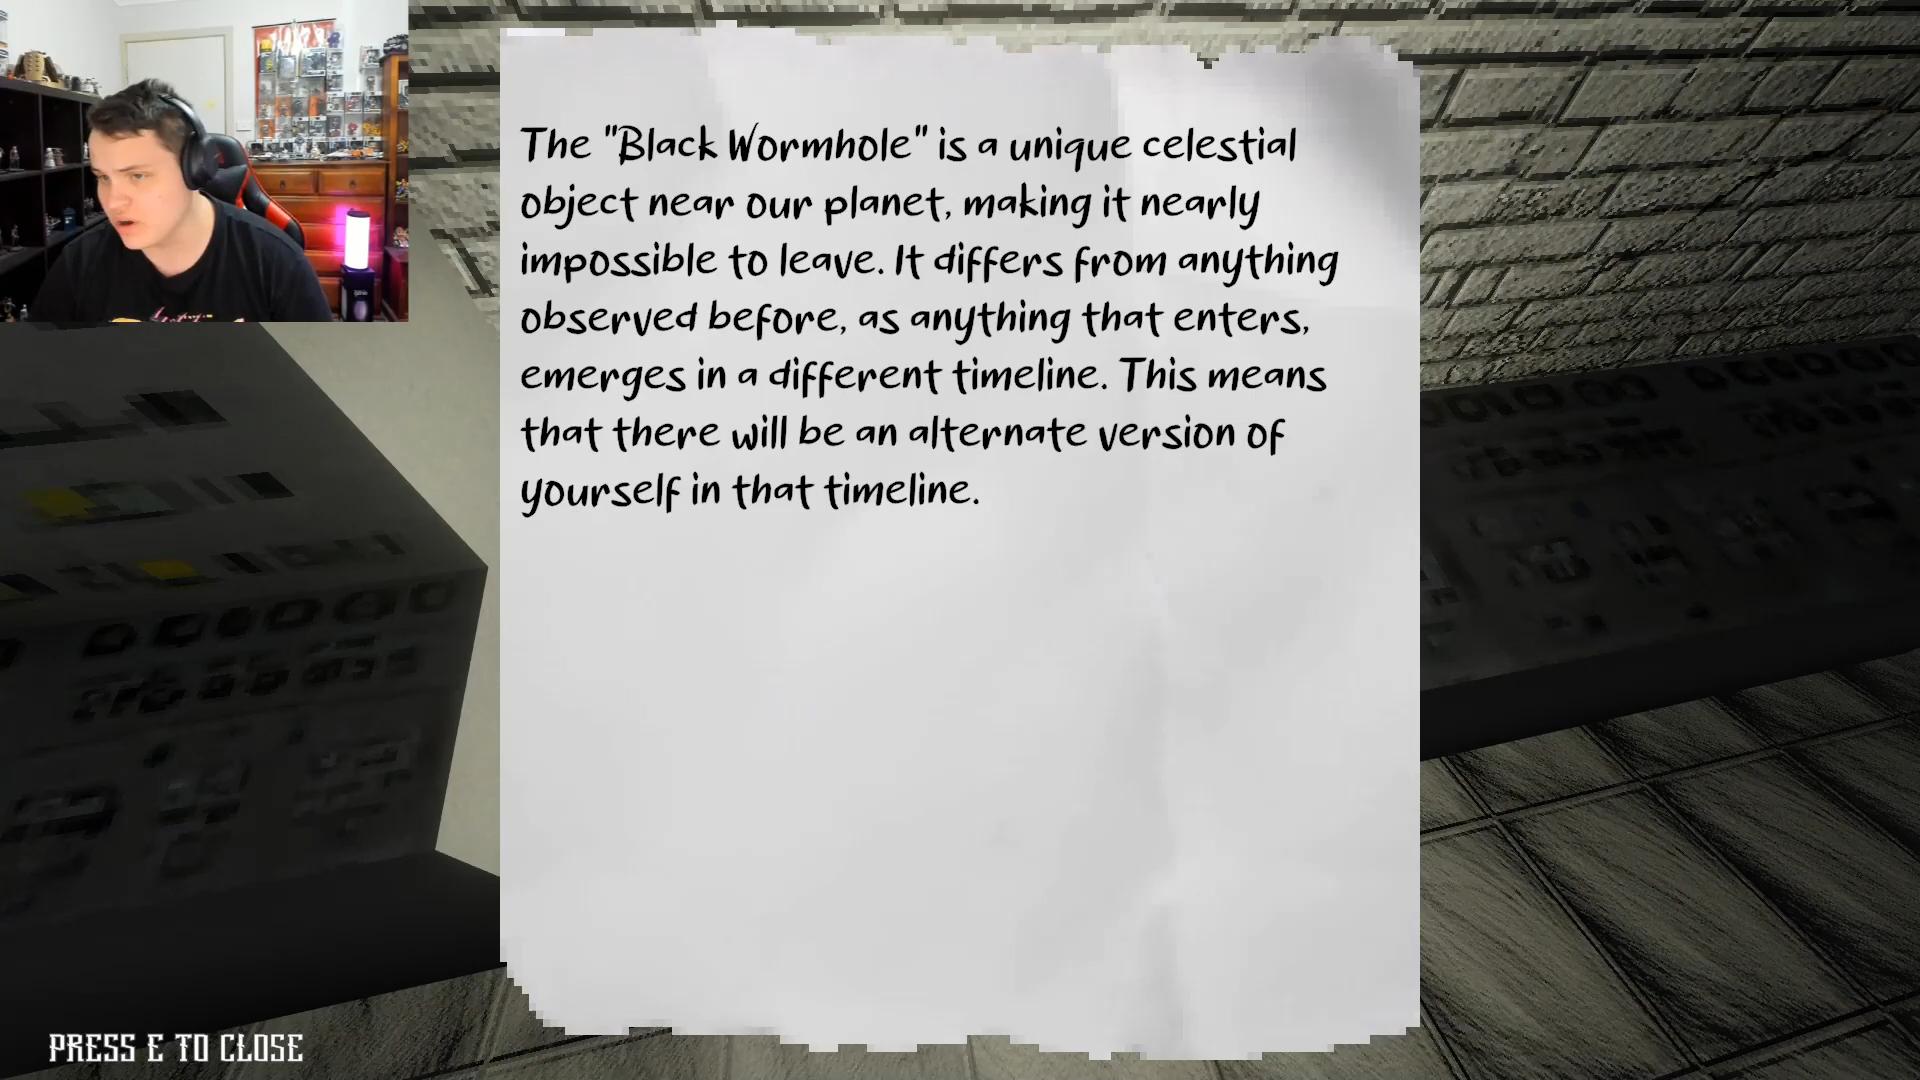 The "Black Wormhole" is a unique celestial
object near our planet, making it nearly
impossible to leave. It differs from anything
observed before, as anything that enters,
emerges in a different timeline. This means
that there will be an alternate version of
yourself in that timeline.
PRESS E TO CLOSE